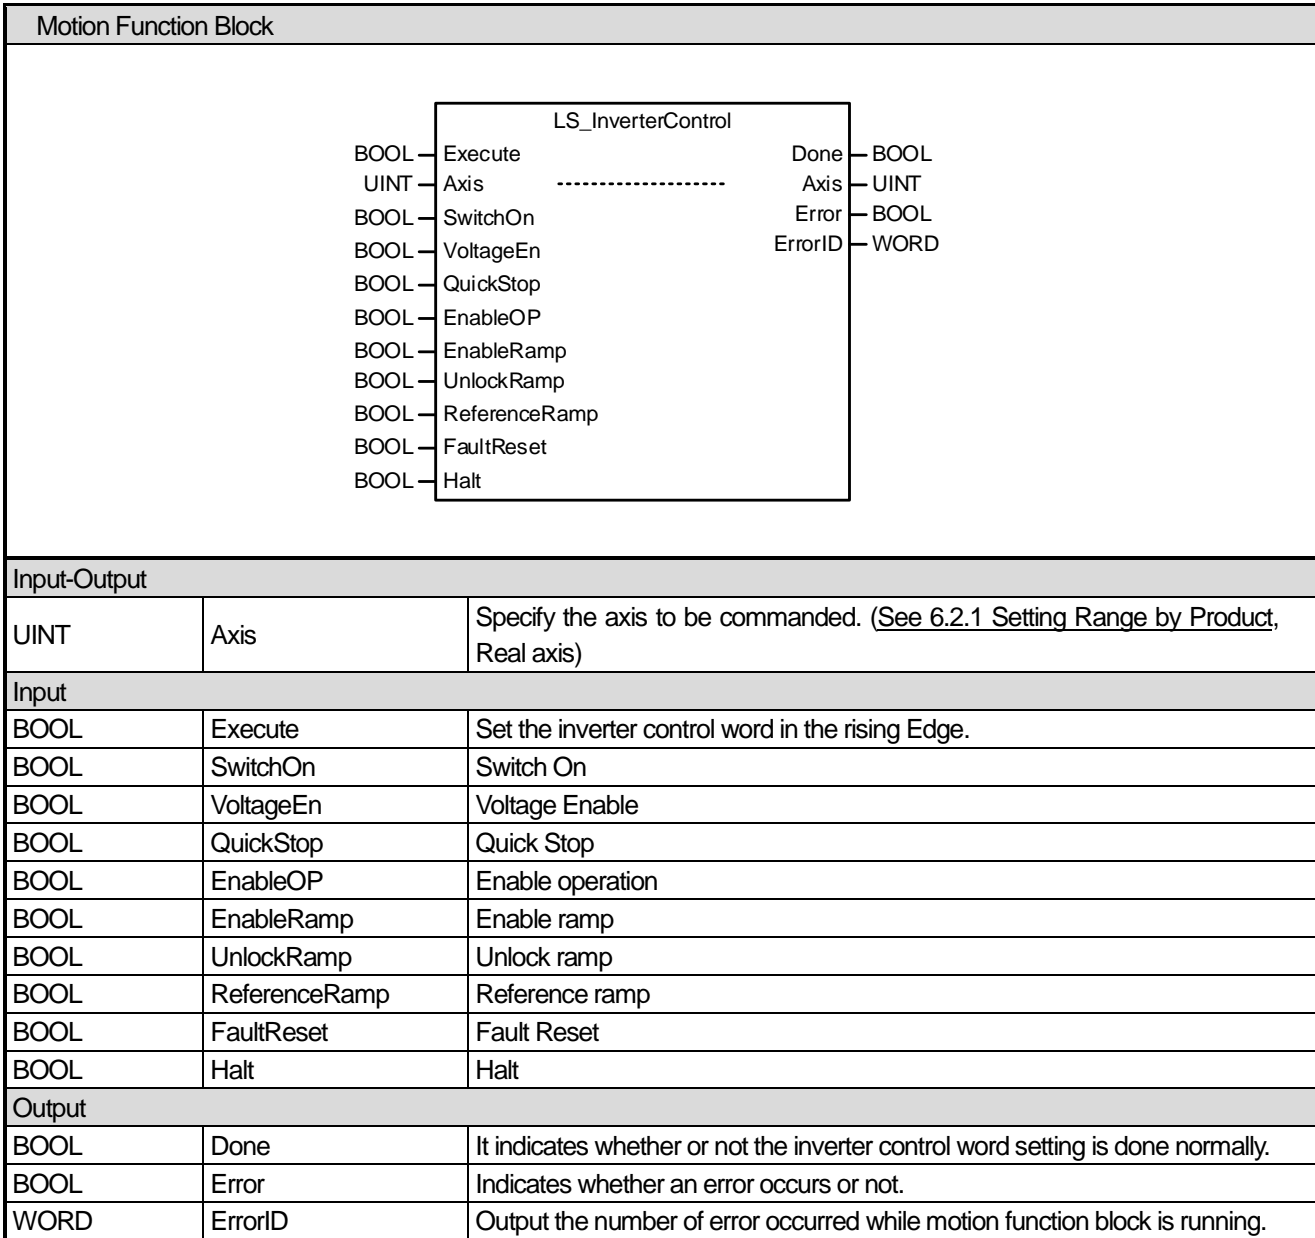 Motion Function Block
LS_InverterControl
BOOL Execute Done BOOL
UINT Axis Axis UINT
BOOL SwitchOn Error BOOL
BOOL VoltageEn ErrorID WORD
BOOL QuickStop
BOOL EnableOP
BOOL EnableRamp
BOOL UnlockRamp
BOOL ReferenceRamp
BOOL FaultReset
BOOL Halt
Input-Output
UINT Axis Specify the axis to be commanded. (See 6.2.1 Setting Range by Product,
Real axis)
Input
BOOL Execute Set the inverter control word in the rising Edge.
BOOL SwitchOn Switch On
BOOL VoltageEn Voltage Enable
BOOL QuickStop Quick Stop
BOOL EnableOP Enable operation
BOOL EnableRamp Enable ramp
BOOL UnlockRamp Unlock ramp
BOOL ReferenceRamp Reference ramp
BOOL FaultReset Fault Reset
BOOL Halt Halt
Output
BOOL Done It indicates whether or not the inverter control word setting is done normally.
BOOL Error Indicates whether an error occurs or not.
WORD ErrorID Output the number of error occurred while motion function block is running.